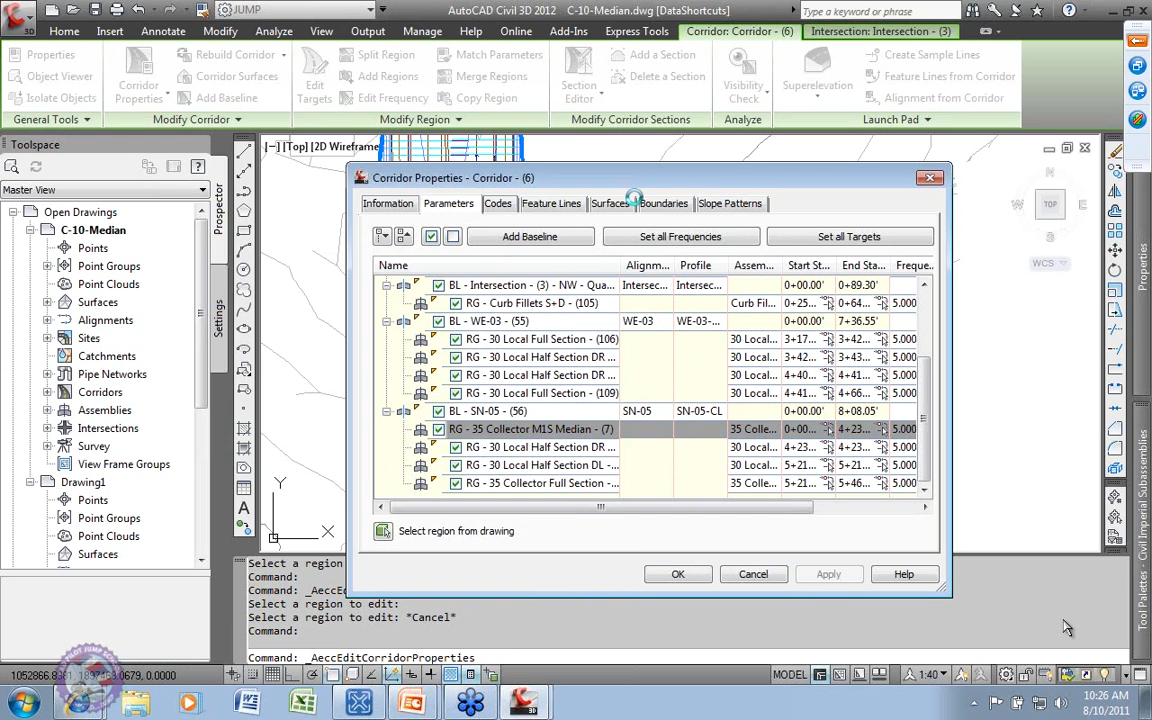 JUMP
AutoCAD Civil 3D 2012 C-10-Median.dwg [DataShortcuts]
Type a keyword or phrase
Home Insert Annotate Modify Analyze View Output Manage Help Online Add-Ins Express Tools Corridor: Corridor - (6) Intersection: Intersection - (3)
Properties
Object Viewer
Isolate Objects
General Tools
Corridor Properties
Rebuild Corridor
Corridor Surfaces
Add Baseline
Modify Corridor
Edit Targets
Split Region
Add Regions
Edit Frequency
Match Parameters
Merge Regions
Copy Region
Modify Region
Section Editor
Add a Section
Delete a Section
Modify Corridor Sections
Visibility Check
Analyze
Superelevation
Create Sample Lines
Feature Lines from Corridor
Alignment from Corridor
Launch Pad
Toolspace
Master View
Open Drawings
C-10-Median
Points
Point Groups
Point Clouds
Surfaces
Alignments
Sites
Catchments
Pipe Networks
Corridors
Assemblies
Intersections
Survey
View Frame Groups
Drawing1
Points
Point Groups
Point Clouds
Surfaces
Prospector
Settings
[-] [Top] [2D Wireframe
Corridor Properties - Corridor - (6)
Information Parameters Codes Feature Lines Surfaces Boundaries Slope Patterns
Add Baseline Set all Frequencies Set all Targets
Name Alignm... Profile Assem... Start St... End Sta... Freque...
BL - Intersection - (3) - NW - Qua... Intersec... Intersec... 0+00.00' 0+89.30'
RG - Curb Fillets S+D - (105) Curb Fil... 0+25... 0+64... 5.000
BL - WE-03 - (55) WE-03 WE-03-... 0+00.00' 7+36.55'
RG - 30 Local Full Section - (106) 30 Local... 3+17... 3+42... 5.000
RG - 30 Local Half Section DR ... 30 Local... 3+42... 4+40... 5.000
RG - 30 Local Half Section DR ... 30 Local... 4+40... 4+41... 5.000
RG - 30 Local Full Section - (109) 30 Local... 4+41... 4+66... 5.000
BL - SN-05 - (56) SN-05 SN-05-CL 0+00.00' 8+08.05'
RG - 35 Collector M1S Median - (7) 35 Colle... 0+00... 4+23... 5.000
RG - 30 Local Half Section DR ... 30 Local... 4+23... 5+21... 5.000
RG - 30 Local Half Section DL -... 30 Local... 5+21... 5+21... 5.000
RG - 35 Collector Full Section -... 35 Colle... 5+21... 5+46... 5.000
Select region from drawing
OK Cancel Apply Help
TOP
W E S
WCS
Properties
Tool Palettes - Civil Imperial Subassemblies
Y
X
Select a region
Command:
Command: _AeccEdit
Select a region to edit:
Select a region to edit: *Cancel*
Command:
Command: _AeccEditCorridorProperties
MODEL 1:40
10:26 AM
8/10/2011